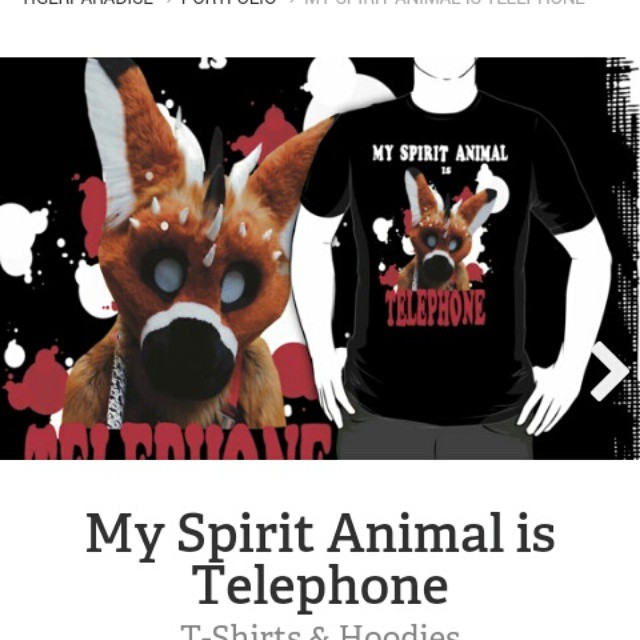 TIGERPARADISE > PORTFOLIO > MY SPIRIT ANIMAL IS TELEPHONE
IS
TELEPHONE
MY SPIRIT ANIMAL
IS
TELEPHONE
My Spirit Animal is
Telephone
T-Shirts & Hoodies